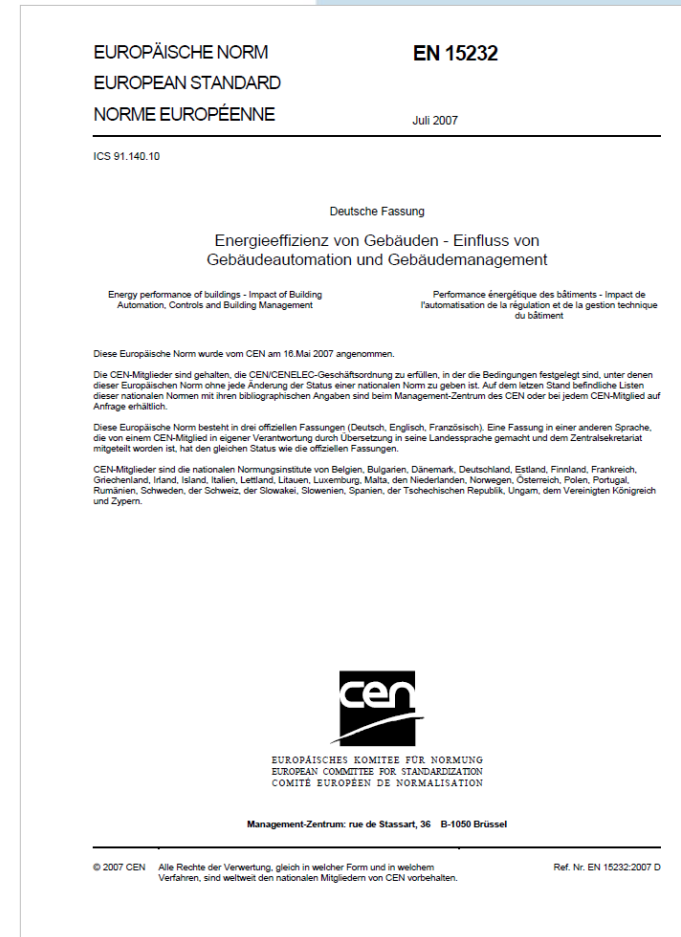 EUROPÄISCHE NORM
EUROPEAN STANDARD
NORME EUROPÉENNE
EN 15232
Juli 2007
ICS 91.140.10
Deutsche Fassung
Energieeffizienz von Gebäuden - Einfluss von
Gebäudeautomation und Gebäudemanagement
Energy performance of buildings - Impact of Building
Automation, Controls and Building Management
Performance énergétique des bâtiments - Impact de
l'automatisation de la régulation et de la gestion technique
du bâtiment
Diese Europäische Norm wurde vom CEN am 16.Mai 2007 angenommen.
Die CEN-Mitglieder sind gehalten, die CEN/CENELEC-Geschäftsordnung zu erfüllen, in der die Bedingungen festgelegt sind, unter denen
dieser Europäischen Norm ohne jede Änderung der Status einer nationalen Norm zu geben ist. Auf dem letzen Stand befindliche Listen
dieser nationalen Normen mit ihren bibliographischen Angaben sind beim Management-Zentrum des CEN oder bei jedem CEN-Mitglied auf
Anfrage erhältlich.
Diese Europäische Norm besteht in drei offiziellen Fassungen (Deutsch, Englisch, Französisch). Eine Fassung in einer anderen Sprache,
die von einem CEN-Mitglied in eigener Verantwortung durch Übersetzung in seine Landessprache gemacht und dem Zentralsekretariat
mitgeteilt worden ist, hat den gleichen Status wie die offiziellen Fassungen.
CEN-Mitglieder sind die nationalen Normungsinstitute von Belgien, Bulgarien, Dänemark, Deutschland, Estland, Finnland, Frankreich,
Griechenland, Irland, Island, Italien, Lettland, Litauen, Luxemburg, Malta, den Niederlanden, Norwegen, Österreich, Polen, Portugal,
Rumänien, Schweden, der Schweiz, der Slowakei, Slowenien, Spanien, der Tschechischen Republik, Ungarn, dem Vereinigten Königreich
und Zypern.
cen
EUROPÄISCHES KOMITEE FÜR NORMUNG
EUROPEAN COMMITTEE FOR STANDARDIZATION
COMITÉ EUROPÉEN DE NORMALISATION
Management-Zentrum: rue de Stassart, 36 B-1050 Brüssel
© 2007 CEN Alle Rechte der Verwertung, gleich in welcher Form und in welchem
Verfahren, sind weltweit den nationalen Mitgliedern von CEN vorbehalten.
Ref. Nr. EN 15232:2007 D